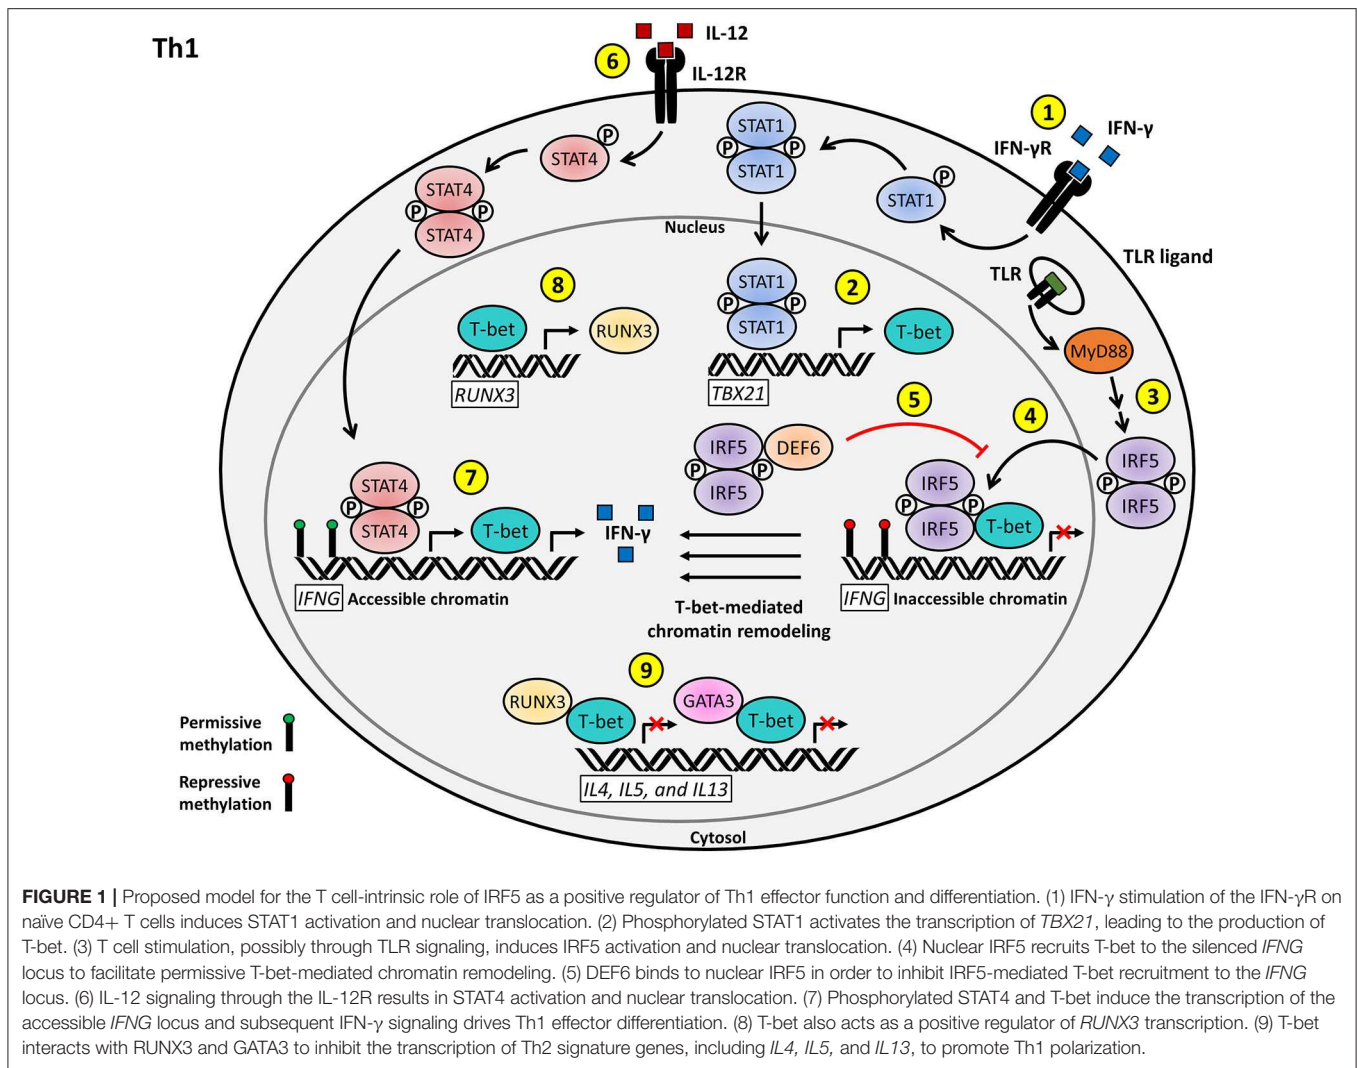 Th1
6
IL-12
IL-12R
1
IFN-γ
IFN-γR
P
STAT4
STAT4
P
P
STAT4
STAT1
P
P
STAT1
P
STAT1
Nucleus
TLR ligand
TLR
MyD88
3
IRF5
P
P
IRF5
8
T-bet
RUNX3
RUNX3
2
STAT1
P
P
STAT1
T-bet
TBX21
5
4
IRF5
DEF6
P
P
IRF5
IRF5
P
P
IRF5
T-bet
7
STAT4
P
P
STAT4
T-bet
IFN-γ
IFNG Accessible chromatin
IFNG Inaccessible chromatin
T-bet-mediated
chromatin remodeling
9
RUNX3
T-bet
GATA3
T-bet
IL4, IL5, and IL13
Permissive
methylation
Repressive
methylation
Cytosol
FIGURE 1 | Proposed model for the T cell-intrinsic role of IRF5 as a positive regulator of Th1 effector function and differentiation. (1) IFN-γ stimulation of the IFN-γR on
naïve CD4+ T cells induces STAT1 activation and nuclear translocation. (2) Phosphorylated STAT1 activates the transcription of TBX21, leading to the production of
T-bet. (3) T cell stimulation, possibly through TLR signaling, induces IRF5 activation and nuclear translocation. (4) Nuclear IRF5 recruits T-bet to the silenced IFNG
locus to facilitate permissive T-bet-mediated chromatin remodeling. (5) DEF6 binds to nuclear IRF5 in order to inhibit IRF5-mediated T-bet recruitment to the IFNG
locus. (6) IL-12 signaling through the IL-12R results in STAT4 activation and nuclear translocation. (7) Phosphorylated STAT4 and T-bet induce the transcription of the
accessible IFNG locus and subsequent IFN-γ signaling drives Th1 effector differentiation. (8) T-bet also acts as a positive regulator of RUNX3 transcription. (9) T-bet
interacts with RUNX3 and GATA3 to inhibit the transcription of Th2 signature genes, including IL4, IL5, and IL13, to promote Th1 polarization.